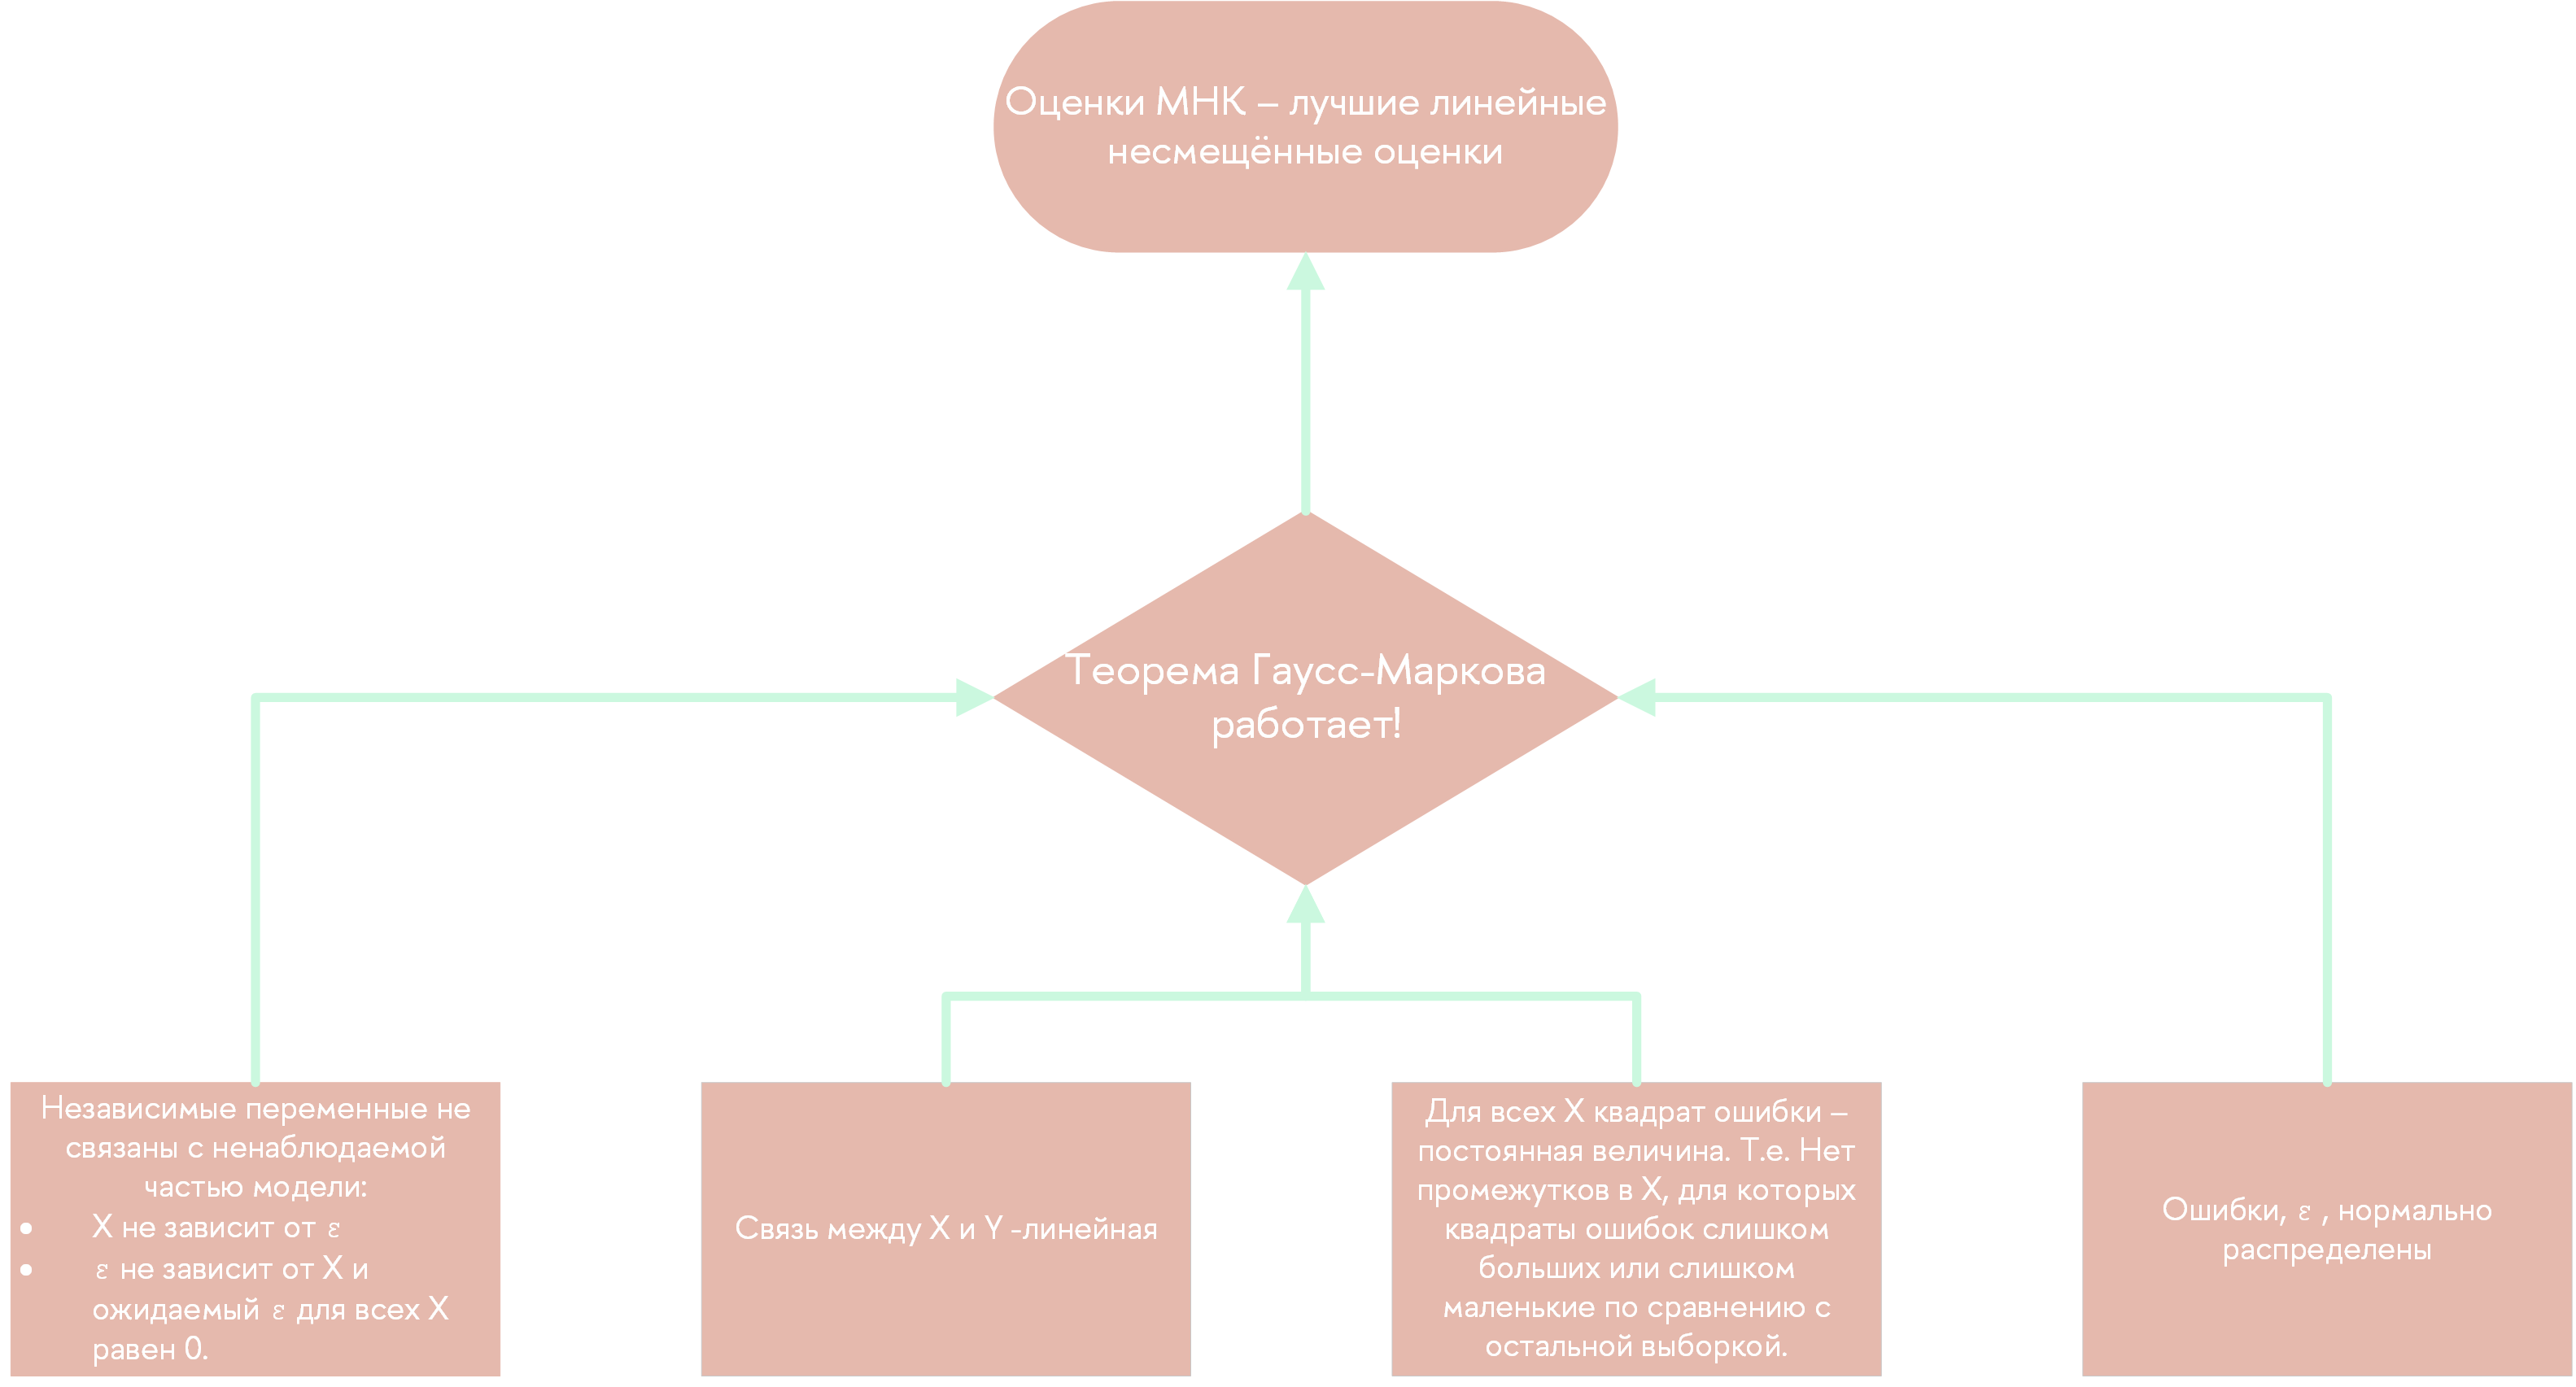 Оценки МНК – лучшие линейные
несмещённые оценки
Теорема Гаусс-Маркова
работает!
Независимые переменные не
связаны с ненаблюдаемой
частью модели:
• X не зависит от ε
• ε не зависит от X и
ожидаемый ε для всех X
равен 0.
Связь между X и Y -линейная
Для всех X квадрат ошибки –
постоянная величина. Т.е. Нет
промежутков в X, для которых
квадраты ошибок слишком
больших или слишком
маленькие по сравнению с
остальной выборкой.
Ошибки, ε , нормально
распределены